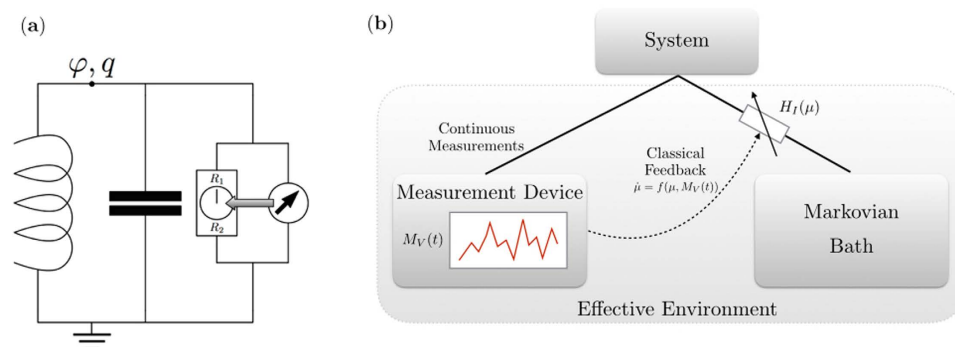 (a)
φ, q
R₁
R₂
(b)
System
Continuous
Measurements
H_I(μ)
Classical
Feedback
μ̇ = f(μ, M_V(t))
Measurement Device
M_V(t)
Markovian
Bath
Effective Environment